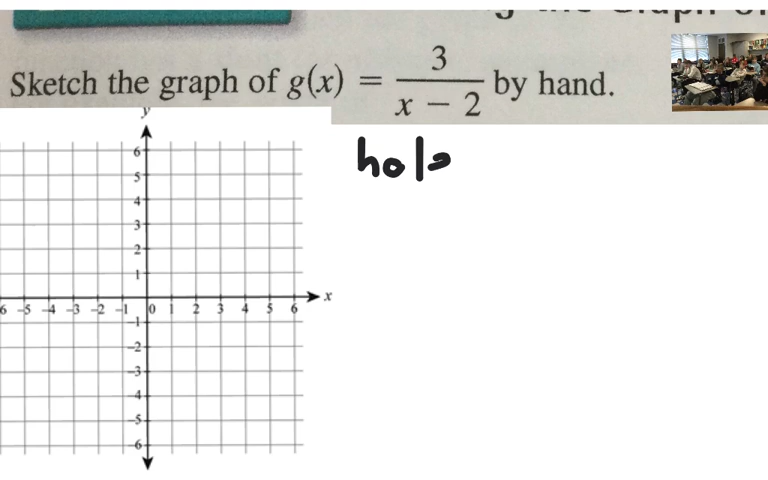 Sketch the graph of g(x) = 3/(x − 2) by hand.
hole
y
6
5
4
3
2
1
x
6 −5 −4 −3 −2 −1 0 1 2 3 4 5 6
−1
−2
−3
−4
−5
−6